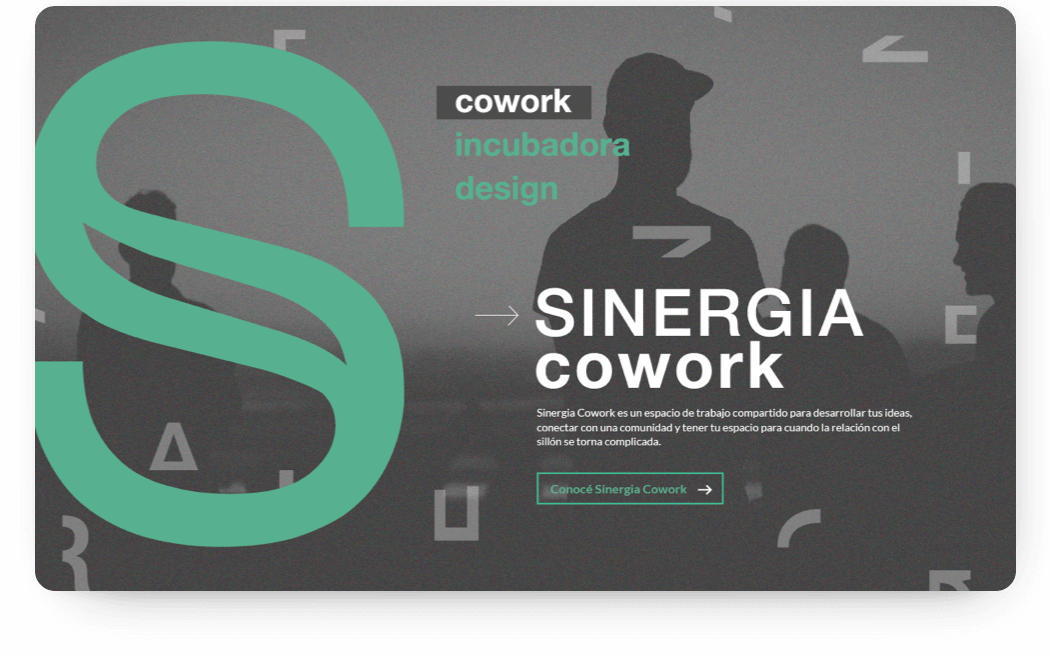 S
cowork
incubadora
design
SINERGIA
cowork
Sinergia Cowork es un espacio de trabajo compartido para desarrollar tus ideas,
conectar con una comunidad y tener tu espacio para cuando la relación con el
sillón se torna complicada.
Conocé Sinergia Cowork →